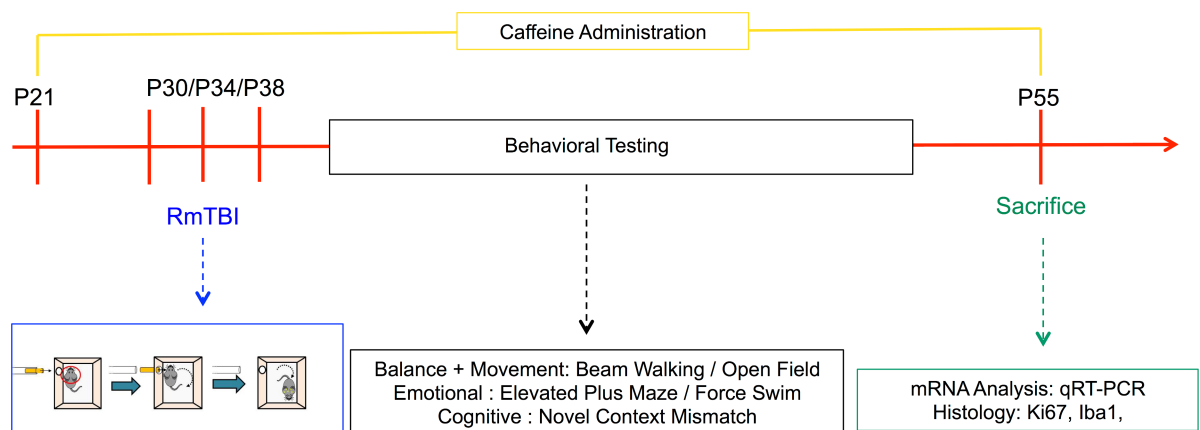 Caffeine Administration
P21
P30/P34/P38
P55
Behavioral Testing
RmTBI
Sacrifice
Balance + Movement: Beam Walking / Open Field
Emotional : Elevated Plus Maze / Force Swim
Cognitive : Novel Context Mismatch
mRNA Analysis: qRT-PCR
Histology: Ki67, Iba1,